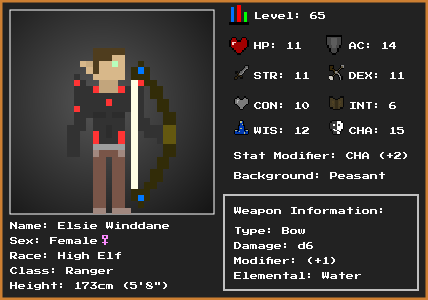 Level: 65
HP: 11 AC: 14
STR: 11 DEX: 11
CON: 10 INT: 6
WIS: 12 CHA: 15
Stat Modifier: CHA (+2)
Background: Peasant
Name: Elsie Winddane
Sex: Female♀
Race: High Elf
Class: Ranger
Height: 173cm (5'8")
Weapon Information:
Type: Bow
Damage: d6
Modifier: (+1)
Elemental: Water